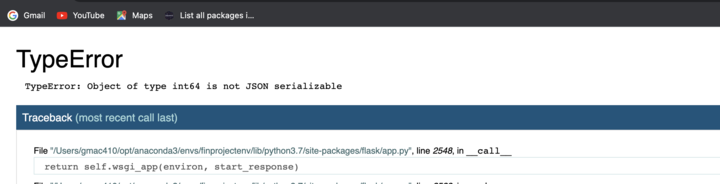 Gmail YouTube Maps List all packages i...
TypeError
TypeError: Object of type int64 is not JSON serializable
Traceback (most recent call last)
File "/Users/gmac410/opt/anaconda3/envs/finprojectenv/lib/python3.7/site-packages/flask/app.py", line 2548, in __call__
return self.wsgi_app(environ, start_response)